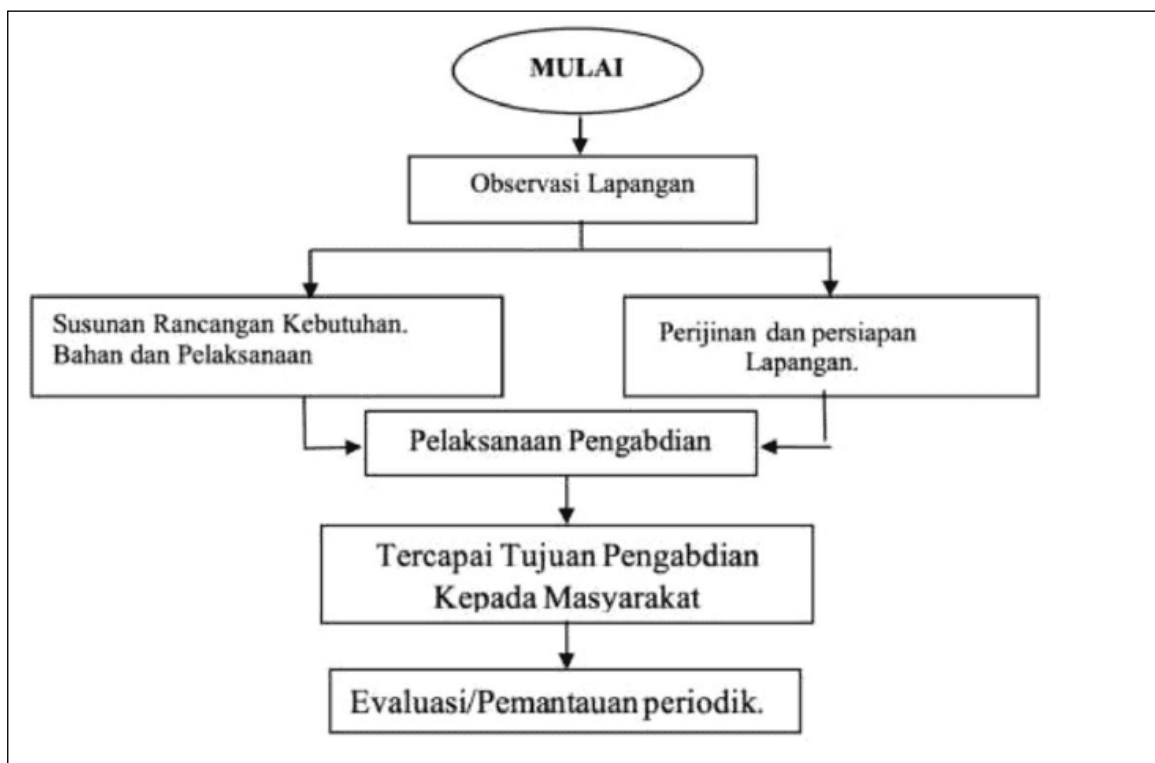 MULAI
Observasi Lapangan
Susunan Rancangan Kebutuhan.
Bahan dan Pelaksanaan
Perijinan dan persiapan
Lapangan.
Pelaksanaan Pengabdian
Tercapai Tujuan Pengabdian
Kepada Masyarakat
Evaluasi/Pemantauan periodik.